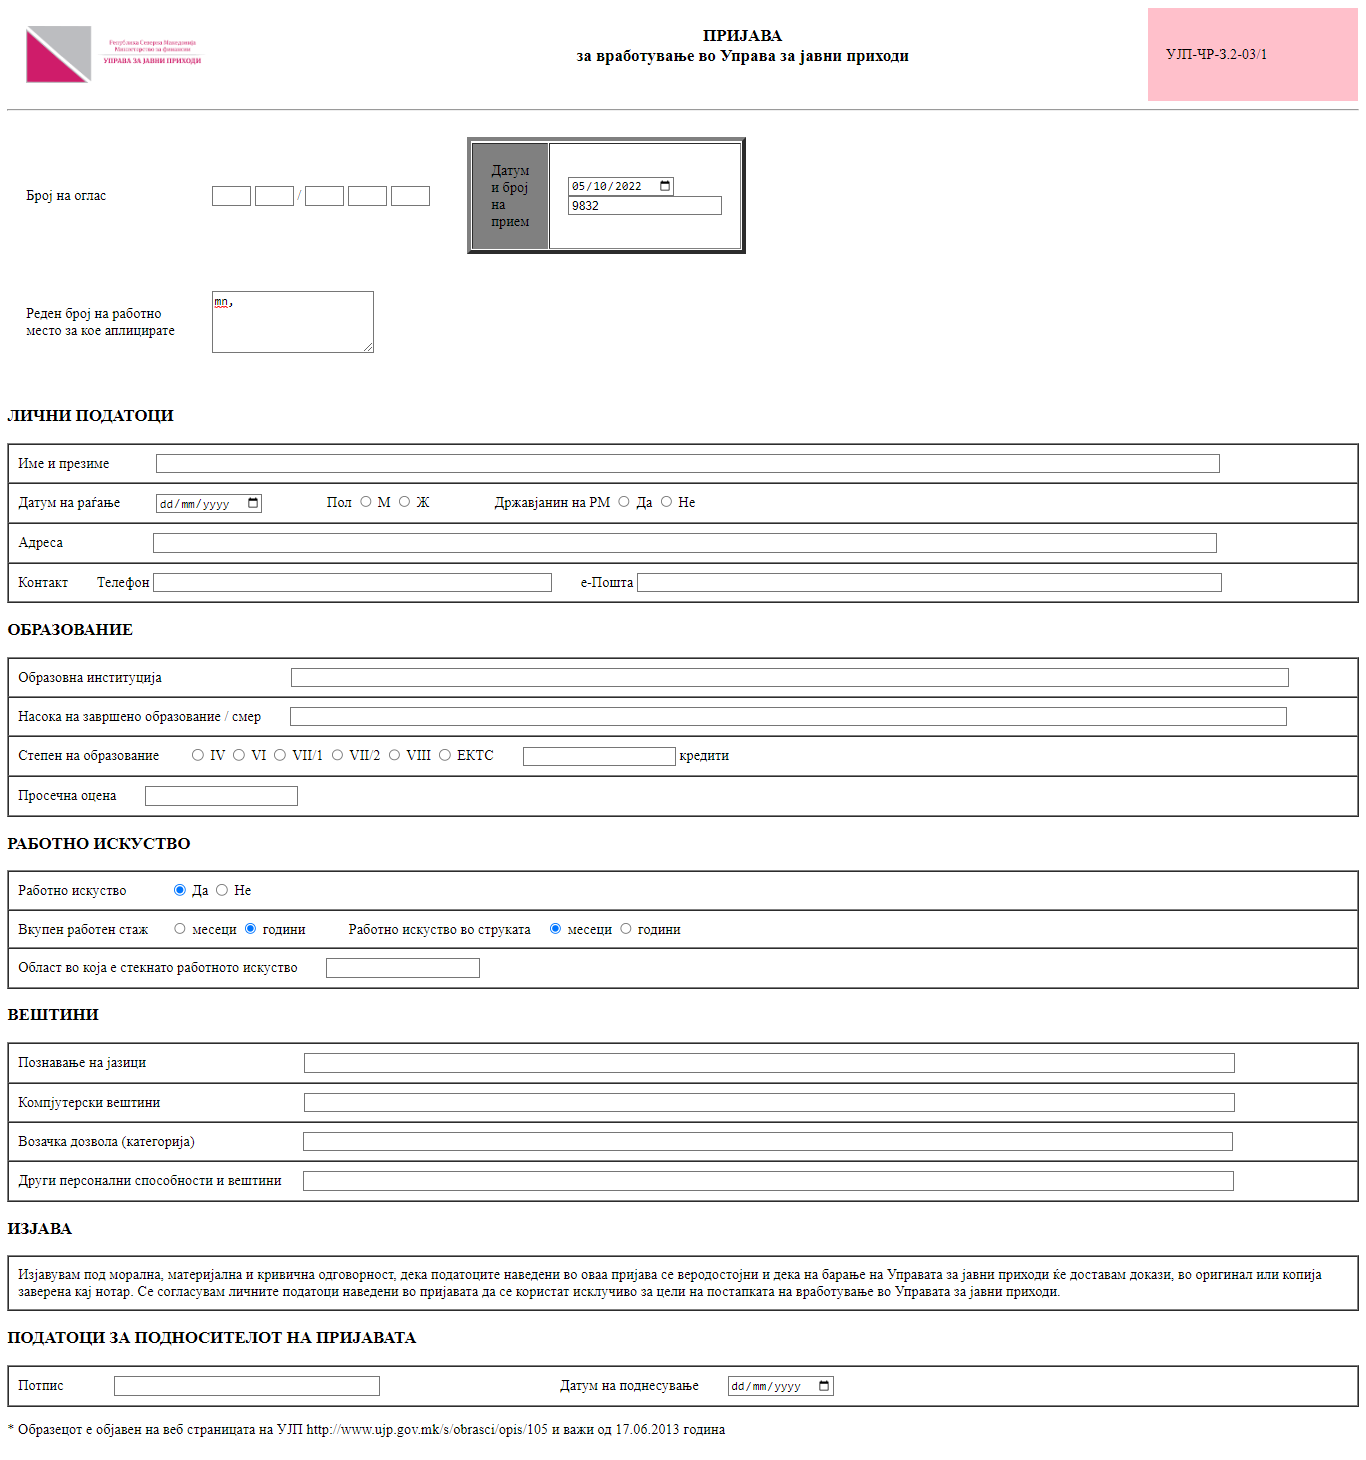 Република Северна Македонија
Министерство за финансии
УПРАВА ЗА ЈАВНИ ПРИХОДИ
ПРИЈАВА
за вработување во Управа за јавни приходи
УЈП-ЧР-З.2-03/1
Број на оглас /
Датум и број на прием
05/10/2022
9832
Реден број на работно место за кое аплицирате
mn,
ЛИЧНИ ПОДАТОЦИ
Име и презиме
Датум на раѓање dd/mm/yyyy Пол М Ж Државјанин на РМ Да Не
Адреса
Контакт Телефон е-Пошта
ОБРАЗОВАНИЕ
Образовна институција
Насока на завршено образование / смер
Степен на образование IV VI VII/1 VII/2 VIII ЕКТС кредити
Просечна оцена
РАБОТНО ИСКУСТВО
Работно искуство Да Не
Вкупен работен стаж месеци години Работно искуство во струката месеци години
Област во која е стекнато работното искуство
ВЕШТИНИ
Познавање на јазици
Компјутерски вештини
Возачка дозвола (категорија)
Други персонални способности и вештини
ИЗЈАВА
Изјавувам под морална, материјална и кривична одговорност, дека податоците наведени во оваа пријава се веродостојни и дека на барање на Управата за јавни приходи ќе доставам докази, во оригинал или копија
заверена кај нотар. Се согласувам личните податоци наведени во пријавата да се користат исклучиво за цели на постапката на вработување во Управата за јавни приходи.
ПОДАТОЦИ ЗА ПОДНОСИТЕЛОТ НА ПРИЈАВАТА
Потпис Датум на поднесување dd/mm/yyyy
* Образецот е објавен на веб страницата на УЈП http://www.ujp.gov.mk/s/obrasci/opis/105 и важи од 17.06.2013 година